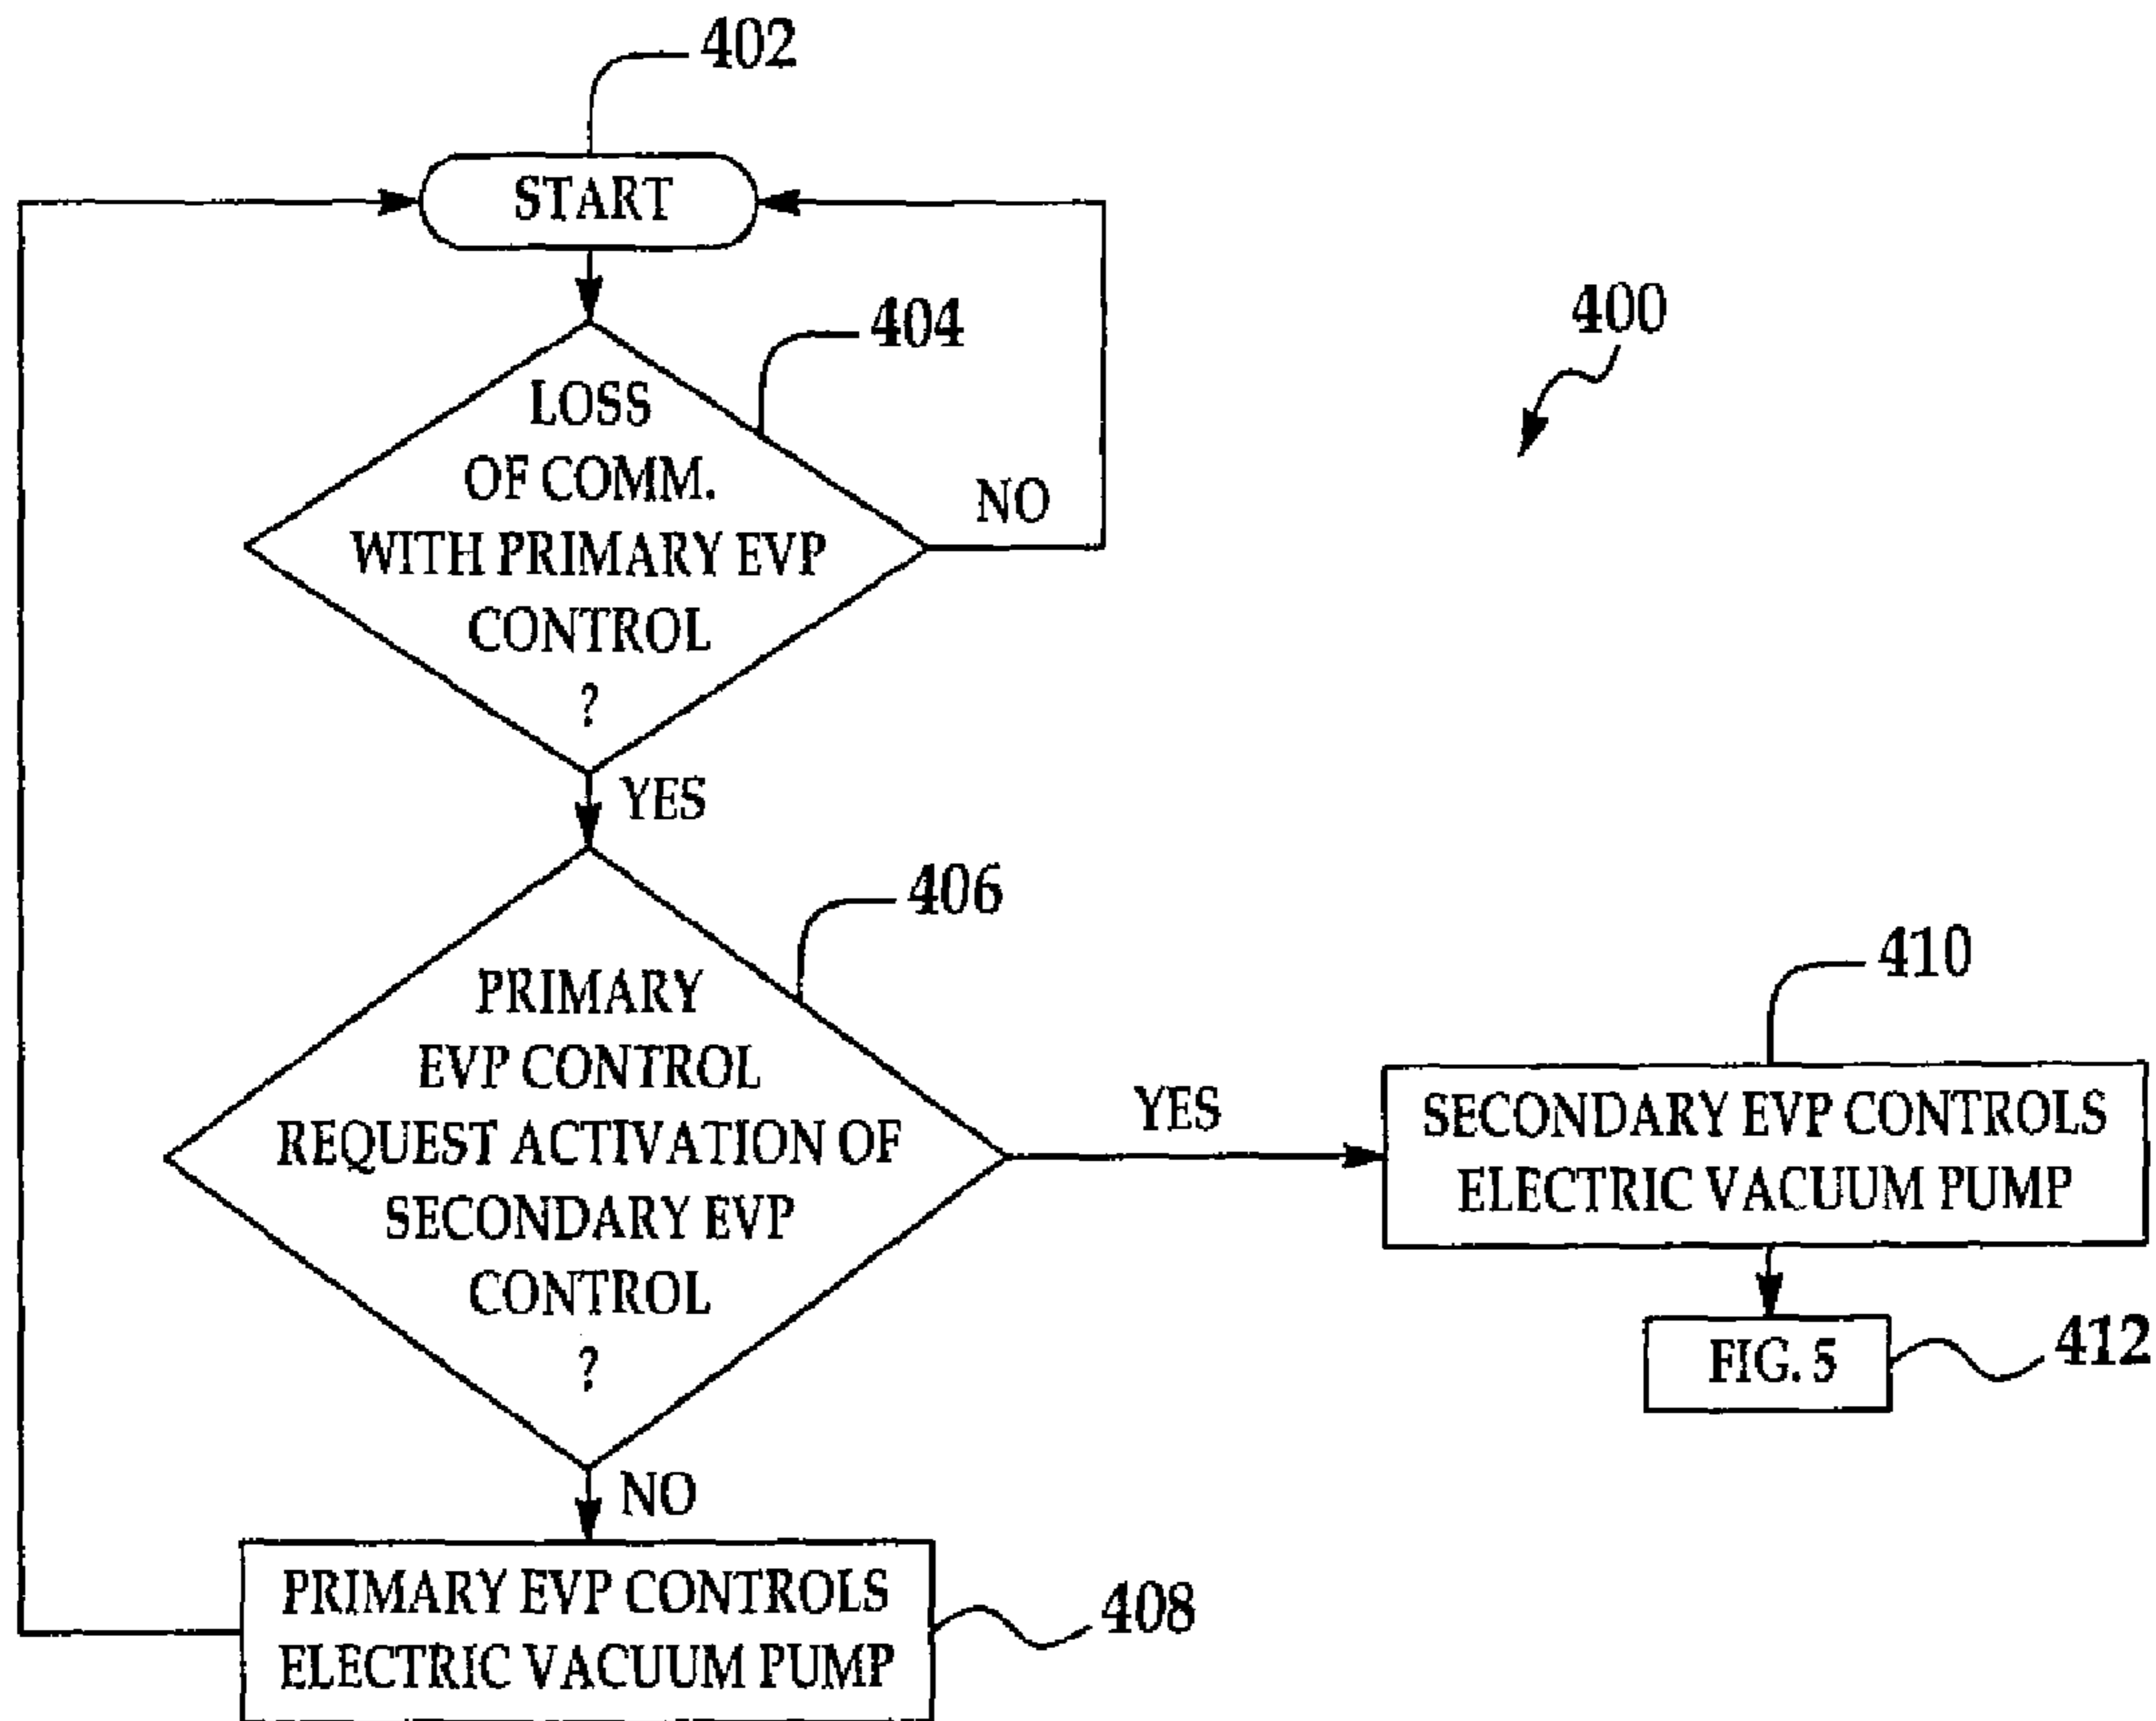 402
START
400
404
LOSS
OF COMM.
WITH PRIMARY EVP
CONTROL
?
NO
YES
406
PRIMARY
EVP CONTROL
REQUEST ACTIVATION OF
SECONDARY EVP
CONTROL
?
YES
410
SECONDARY EVP CONTROLS
ELECTRIC VACUUM PUMP
FIG. 5
412
NO
PRIMARY EVP CONTROLS
ELECTRIC VACUUM PUMP
408